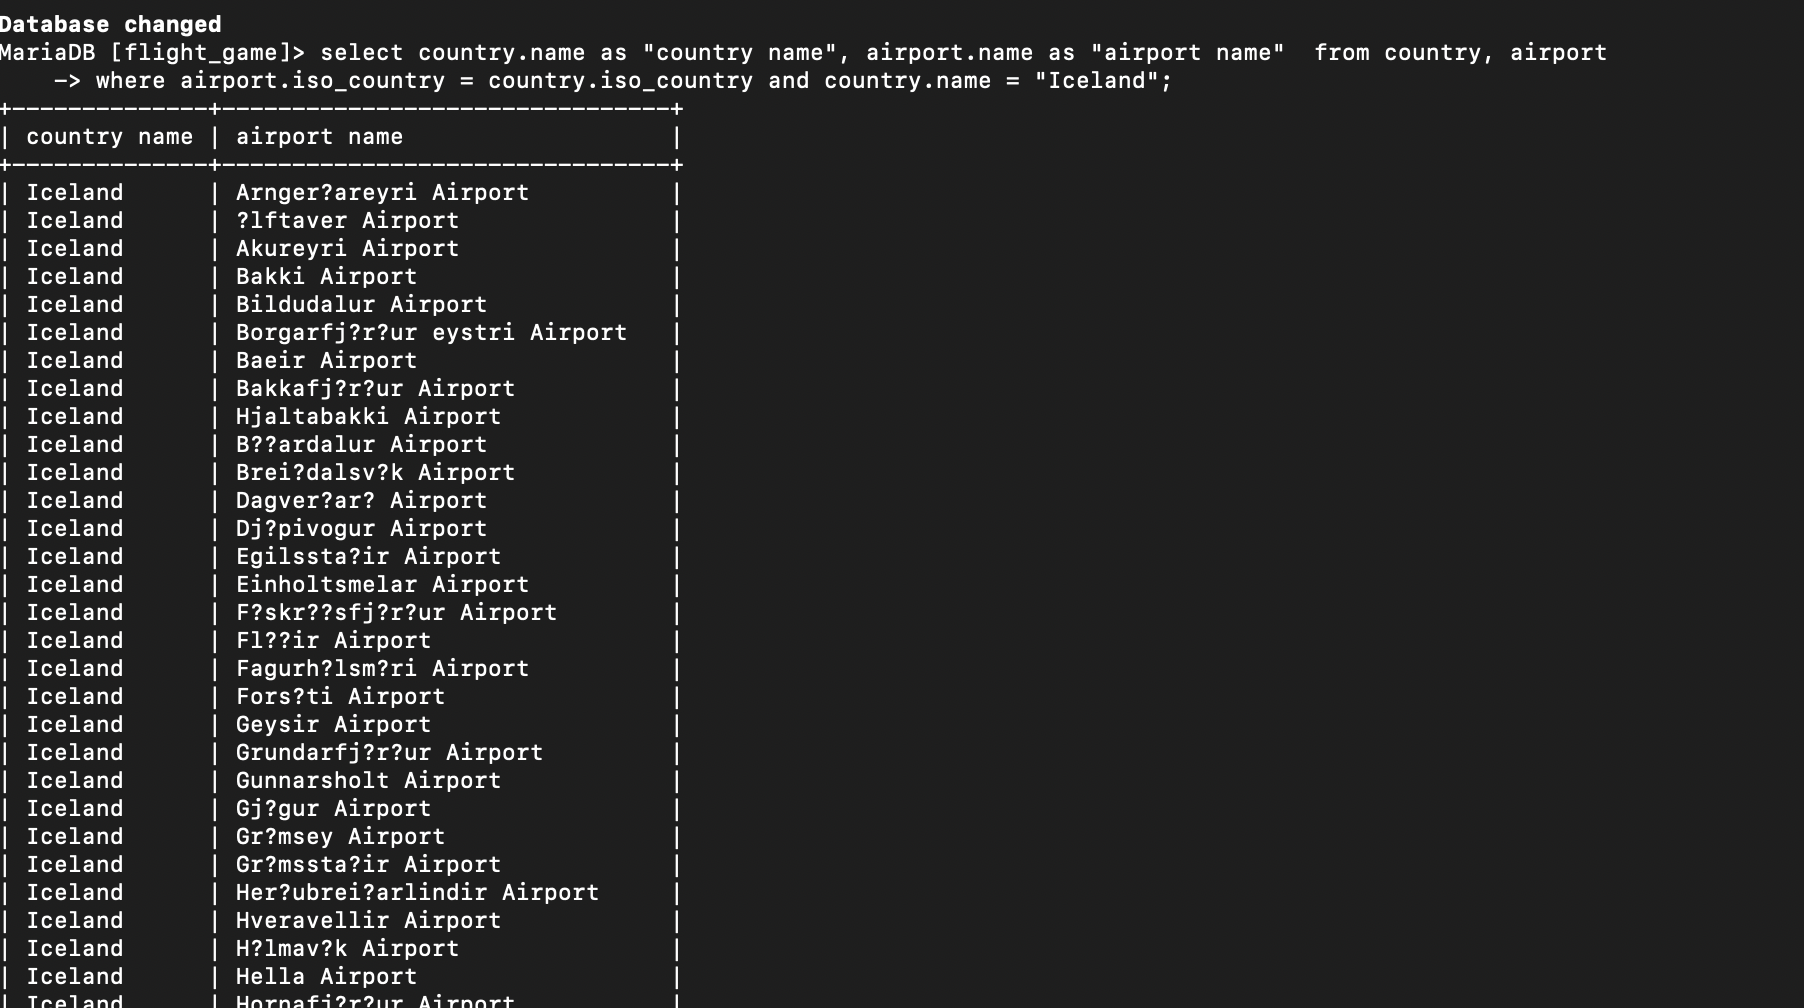 Database changed
MariaDB [flight_game]> select country.name as "country name", airport.name as "airport name"  from country, airport
    -> where airport.iso_country = country.iso_country and country.name = "Iceland";
+--------------+--------------------------------+
| country name | airport name                   |
+--------------+--------------------------------+
| Iceland      | Arnger?areyri Airport          |
| Iceland      | ?lftaver Airport               |
| Iceland      | Akureyri Airport               |
| Iceland      | Bakki Airport                  |
| Iceland      | Bildudalur Airport             |
| Iceland      | Borgarfj?r?ur eystri Airport   |
| Iceland      | Baeir Airport                  |
| Iceland      | Bakkafj?r?ur Airport           |
| Iceland      | Hjaltabakki Airport            |
| Iceland      | B??ardalur Airport             |
| Iceland      | Brei?dalsv?k Airport           |
| Iceland      | Dagver?ar? Airport             |
| Iceland      | Dj?pivogur Airport             |
| Iceland      | Egilssta?ir Airport            |
| Iceland      | Einholtsmelar Airport          |
| Iceland      | F?skr??sfj?r?ur Airport        |
| Iceland      | Fl??ir Airport                 |
| Iceland      | Fagurh?lsm?ri Airport          |
| Iceland      | Fors?ti Airport                |
| Iceland      | Geysir Airport                 |
| Iceland      | Grundarfj?r?ur Airport         |
| Iceland      | Gunnarsholt Airport            |
| Iceland      | Gj?gur Airport                 |
| Iceland      | Gr?msey Airport                |
| Iceland      | Gr?mssta?ir Airport            |
| Iceland      | Her?ubrei?arlindir Airport     |
| Iceland      | Hveravellir Airport            |
| Iceland      | H?lmav?k Airport               |
| Iceland      | Hella Airport                  |
| Iceland      | Hornafj?r?ur Airport           |